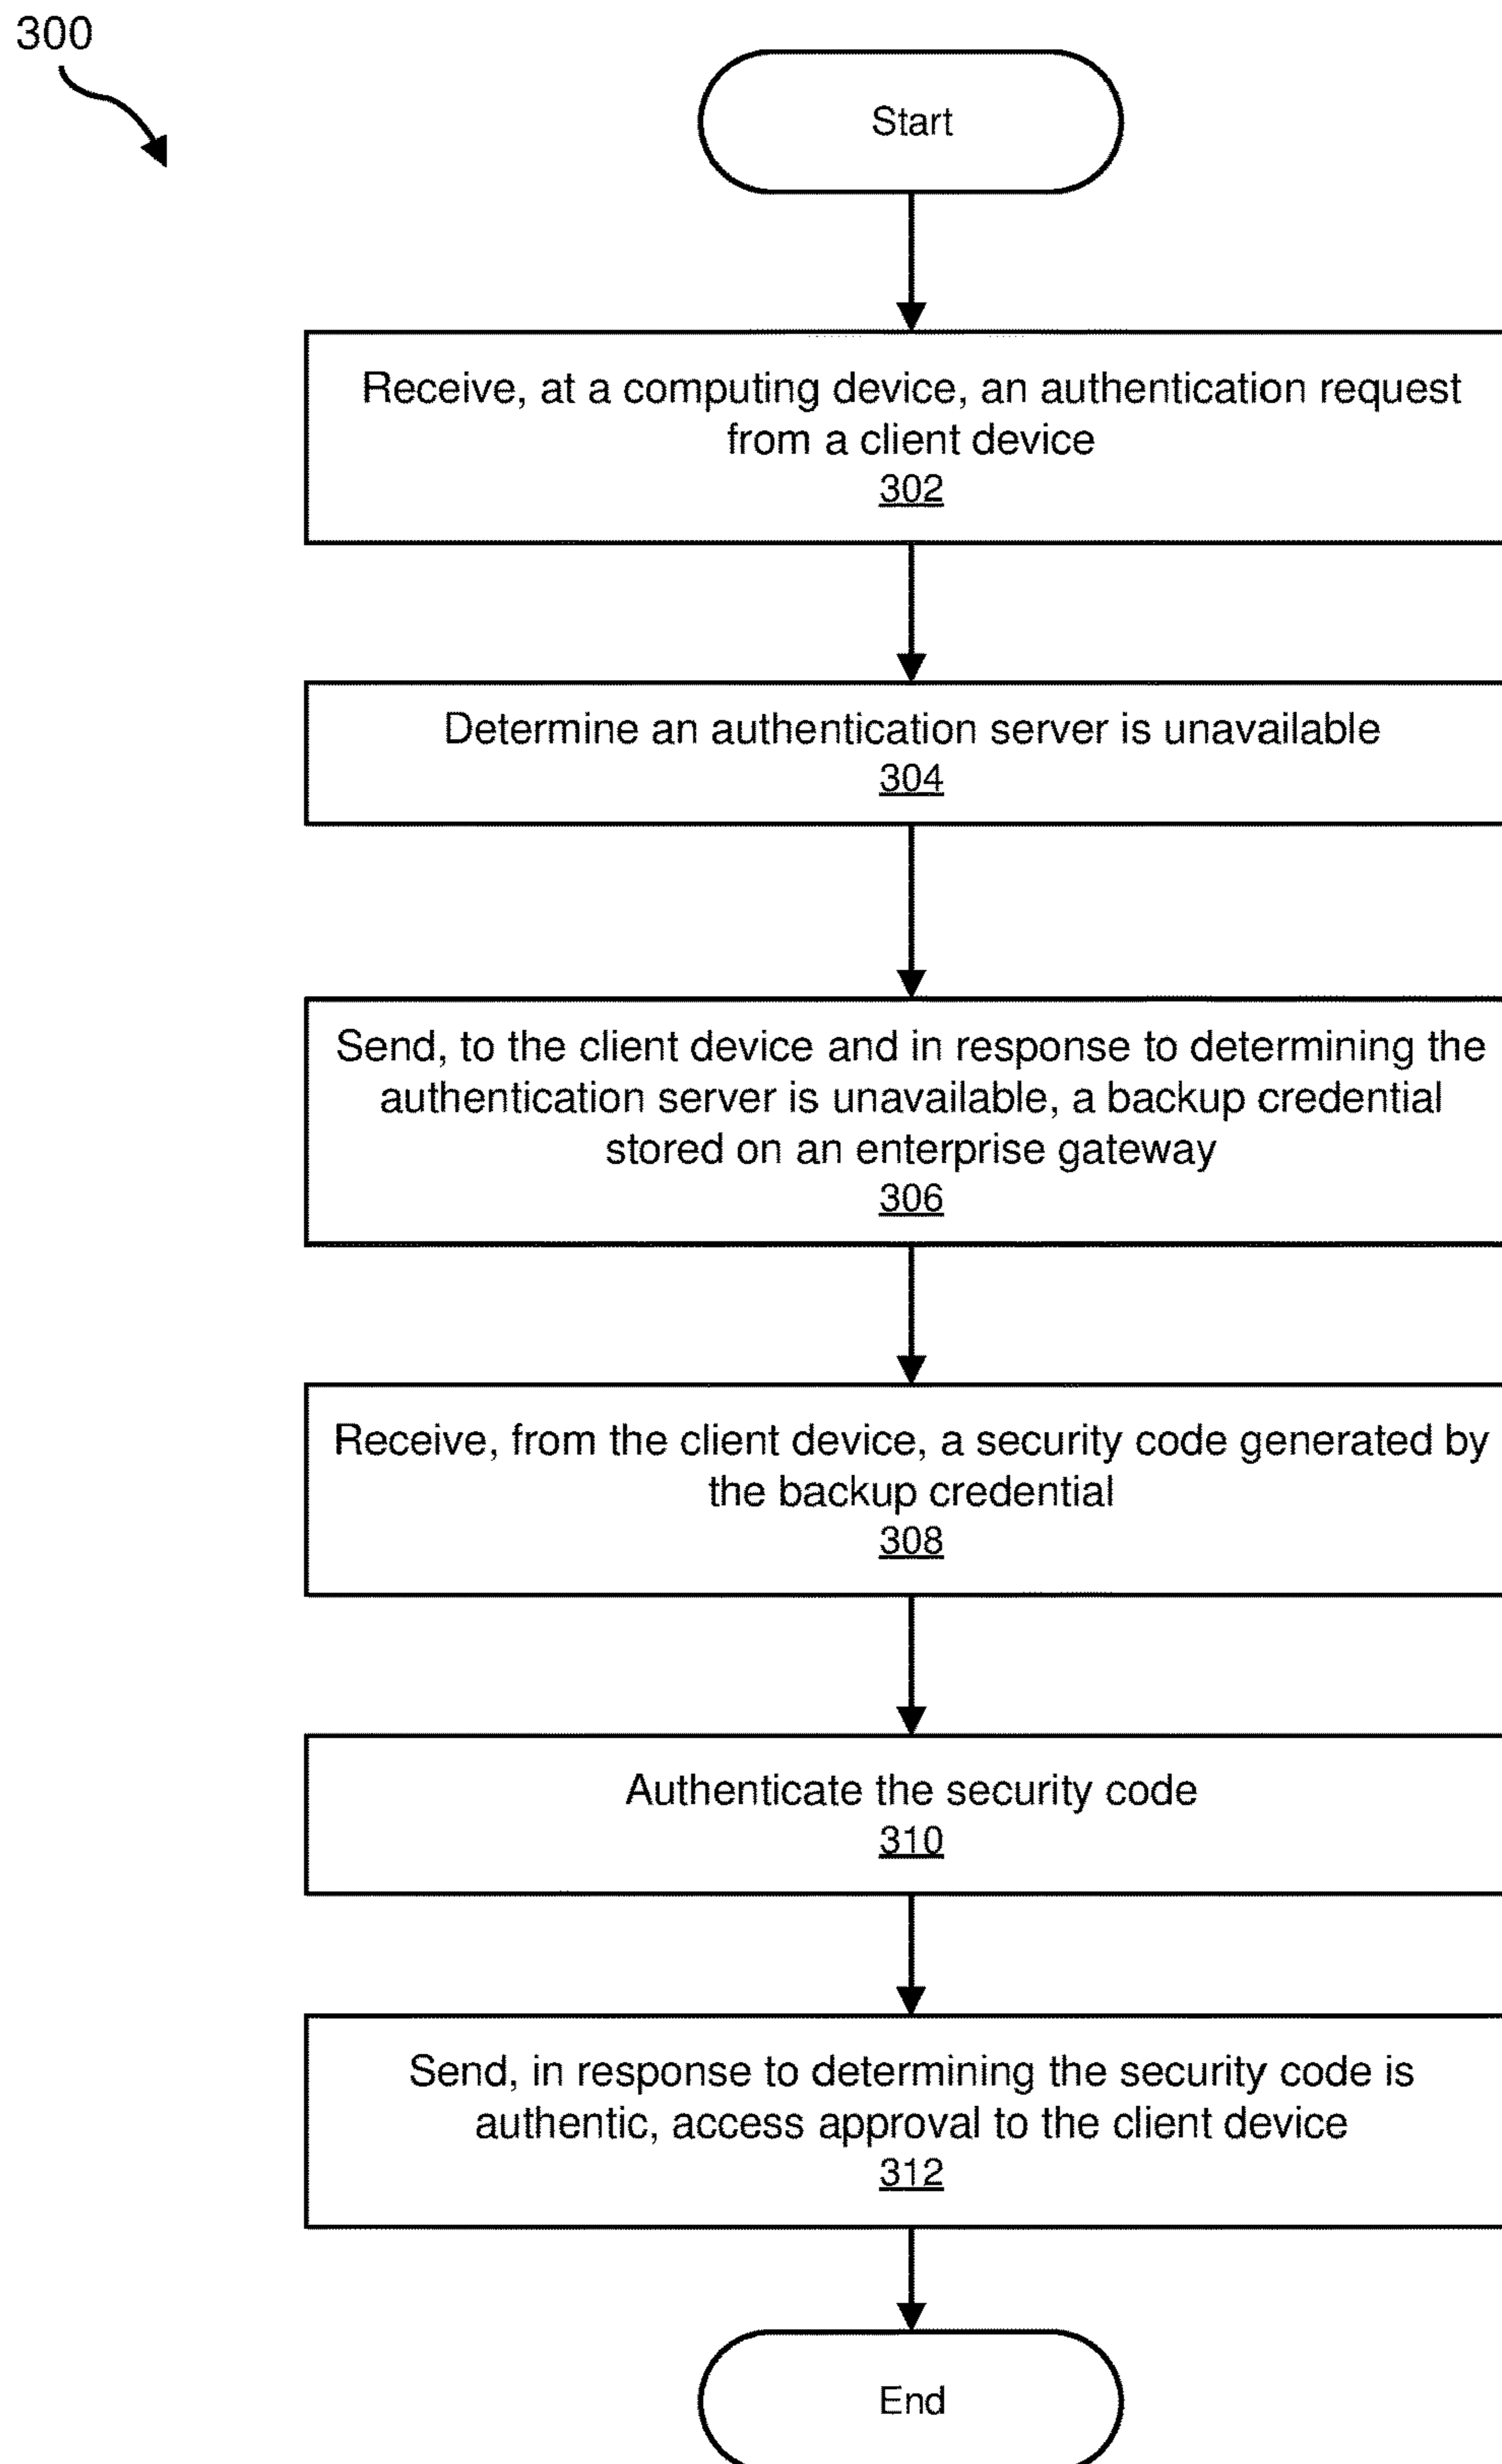 300
Start
Receive, at a computing device, an authentication request
from a client device
302
Determine an authentication server is unavailable
304
Send, to the client device and in response to determining the
authentication server is unavailable, a backup credential
stored on an enterprise gateway
306
Receive, from the client device, a security code generated by
the backup credential
308
Authenticate the security code
310
Send, in response to determining the security code is
authentic, access approval to the client device
312
End